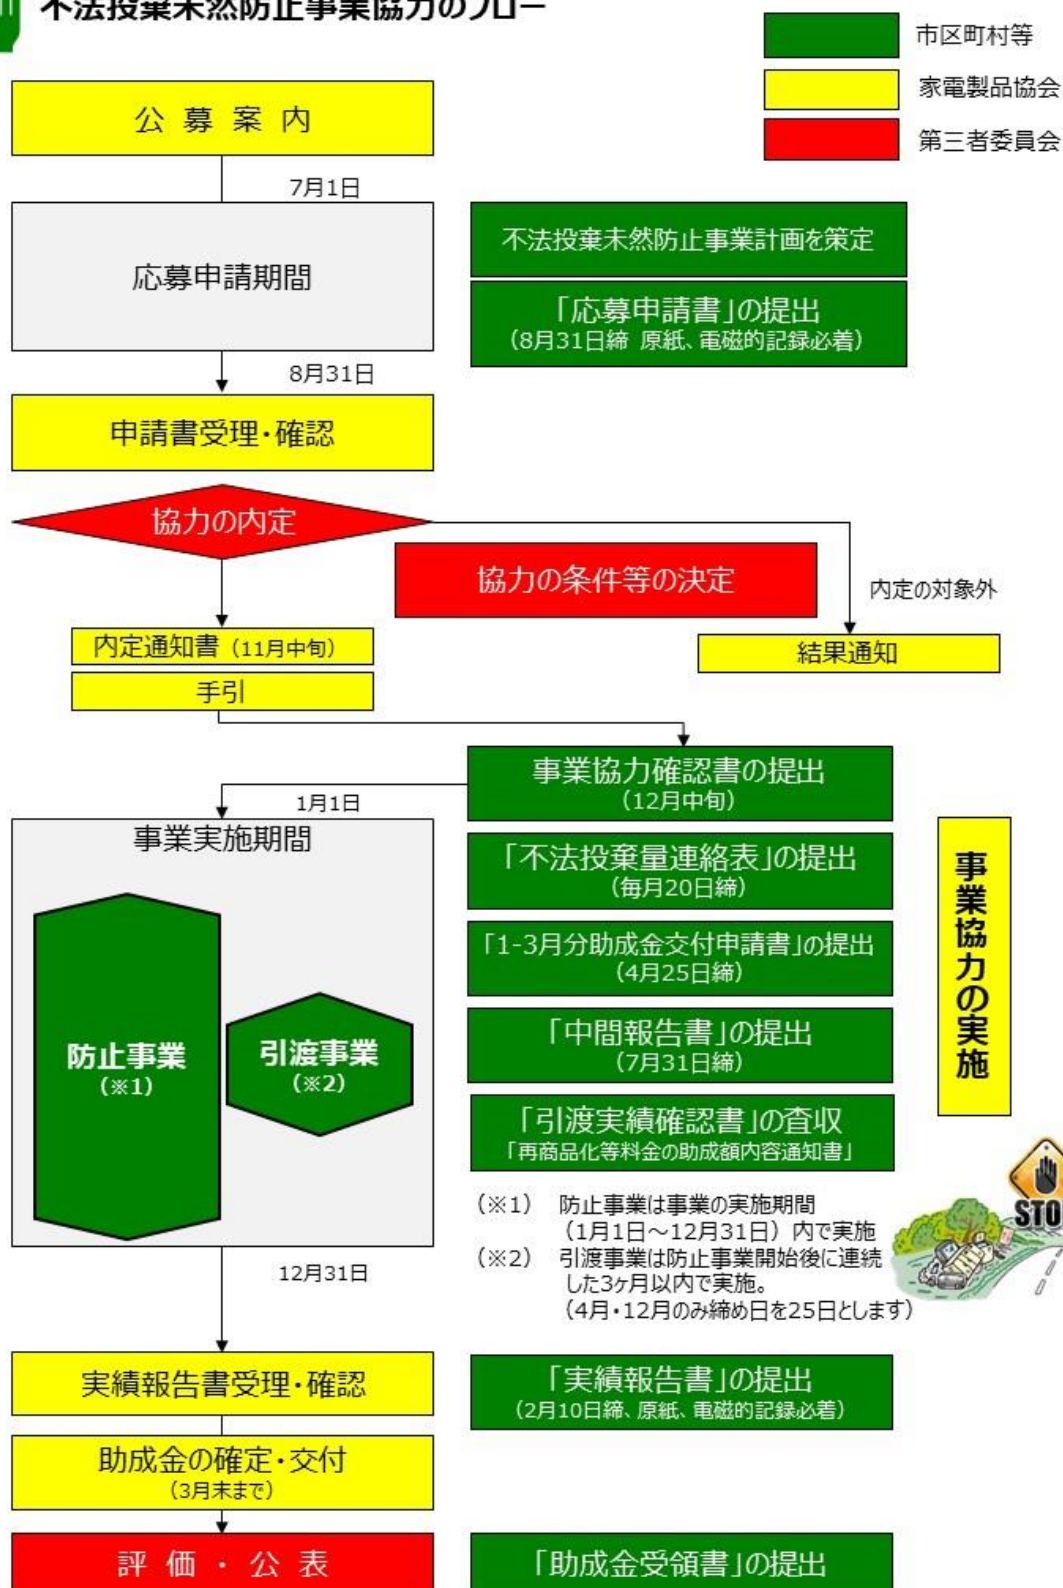 不法投棄未然防止事業協力のフロー
市区町村等
家電製品協会
第三者委員会
公 募 案 内
7月1日
応募申請期間
不法投棄未然防止事業計画を策定
「応募申請書」の提出
（8月31日締 原紙、電磁的記録必着）
8月31日
申請書受理・確認
協力の内定
協力の条件等の決定
内定の対象外
内定通知書（11月中旬）
結果通知
手引
事業協力確認書の提出
（12月中旬）
1月1日
事業実施期間
「不法投棄量連絡表」の提出
（毎月20日締）
「1-3月分助成金交付申請書」の提出
（4月25日締）
「中間報告書」の提出
（7月31日締）
「引渡実績確認書」の査収
「再商品化等料金の助成額内容通知書」
防止事業
（※1）
引渡事業
（※2）
事業協力の実施
（※1） 防止事業は事業の実施期間
（1月1日～12月31日）内で実施
（※2） 引渡事業は防止事業開始後に連続
した3ヶ月以内で実施。
（4月・12月のみ締め日を25日とします）
STO
12月31日
実績報告書受理・確認
「実績報告書」の提出
（2月10日締、原紙、電磁的記録必着）
助成金の確定・交付
（3月末まで）
評 価 ・ 公 表
「助成金受領書」の提出